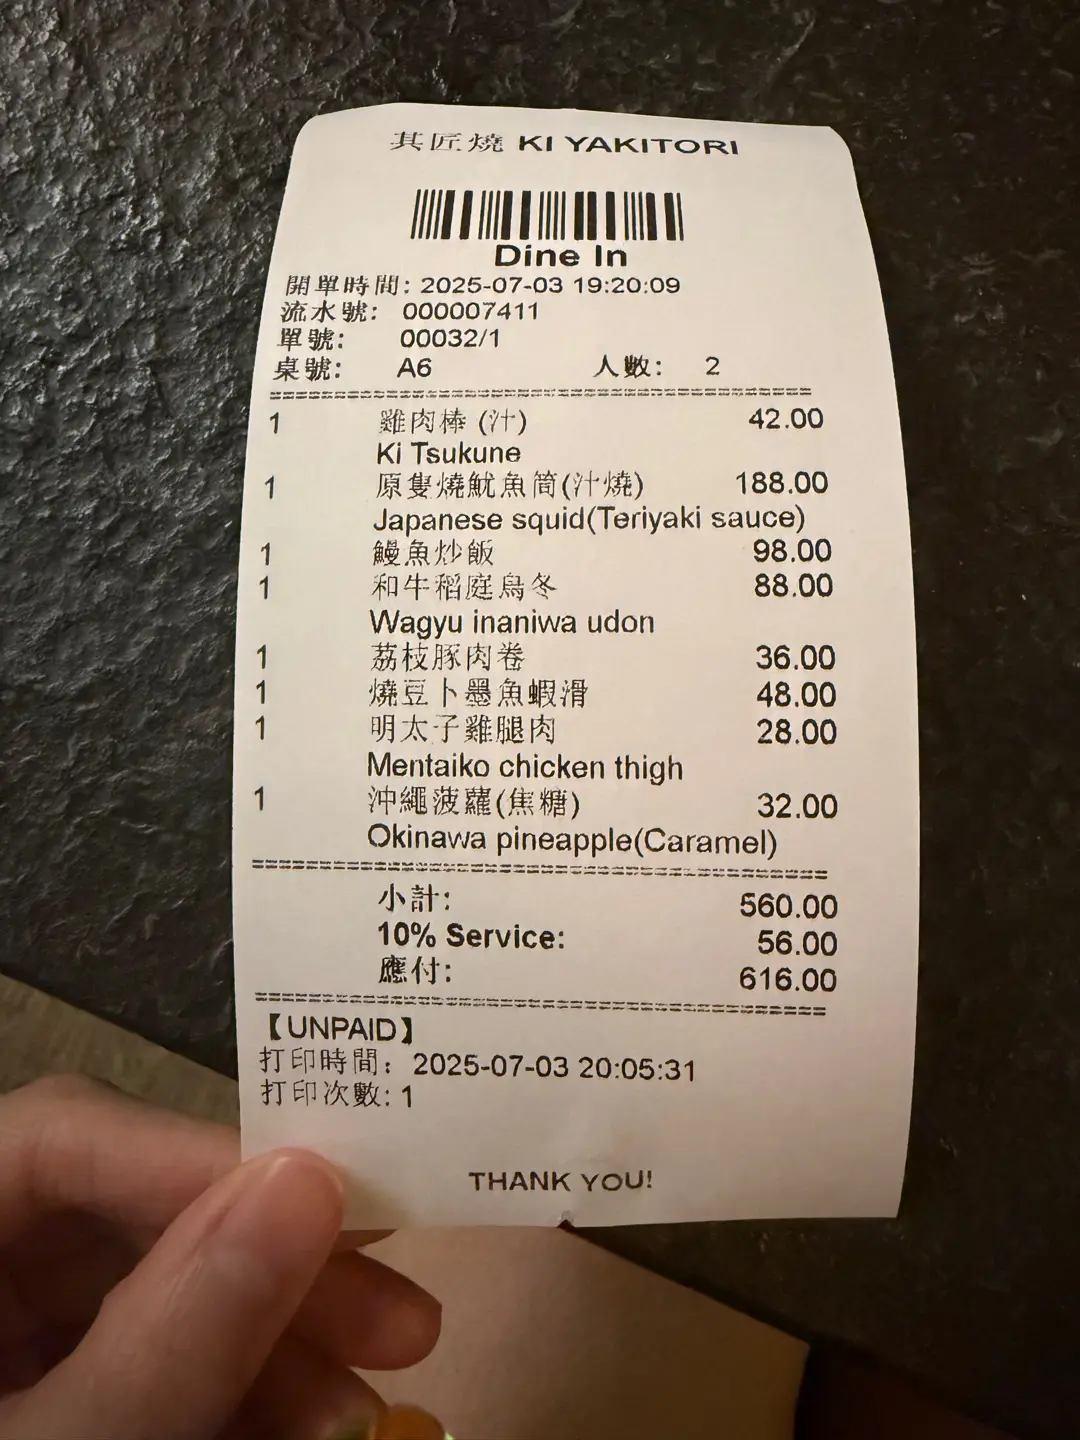 其匠燒 KI YAKITORI
Dine In
開單時間: 2025-07-03 19:20:09
流水號: 000007411
單號: 00032/1
桌號: A6 人數: 2
1 雞肉棒 (汁) 42.00
Ki Tsukune
1 原隻燒魷魚筒(汁燒) 188.00
Japanese squid(Teriyaki sauce)
1 鰻魚炒飯 98.00
1 和牛稻庭烏冬 88.00
Wagyu inaniwa udon
1 荔枝豚肉卷 36.00
1 燒豆卜墨魚蝦滑 48.00
1 明太子雞腿肉 28.00
Mentaiko chicken thigh
1 沖繩菠蘿(焦糖) 32.00
Okinawa pineapple(Caramel)
小計: 560.00
10% Service: 56.00
應付: 616.00
【UNPAID】
打印時間: 2025-07-03 20:05:31
打印次數: 1
THANK YOU!